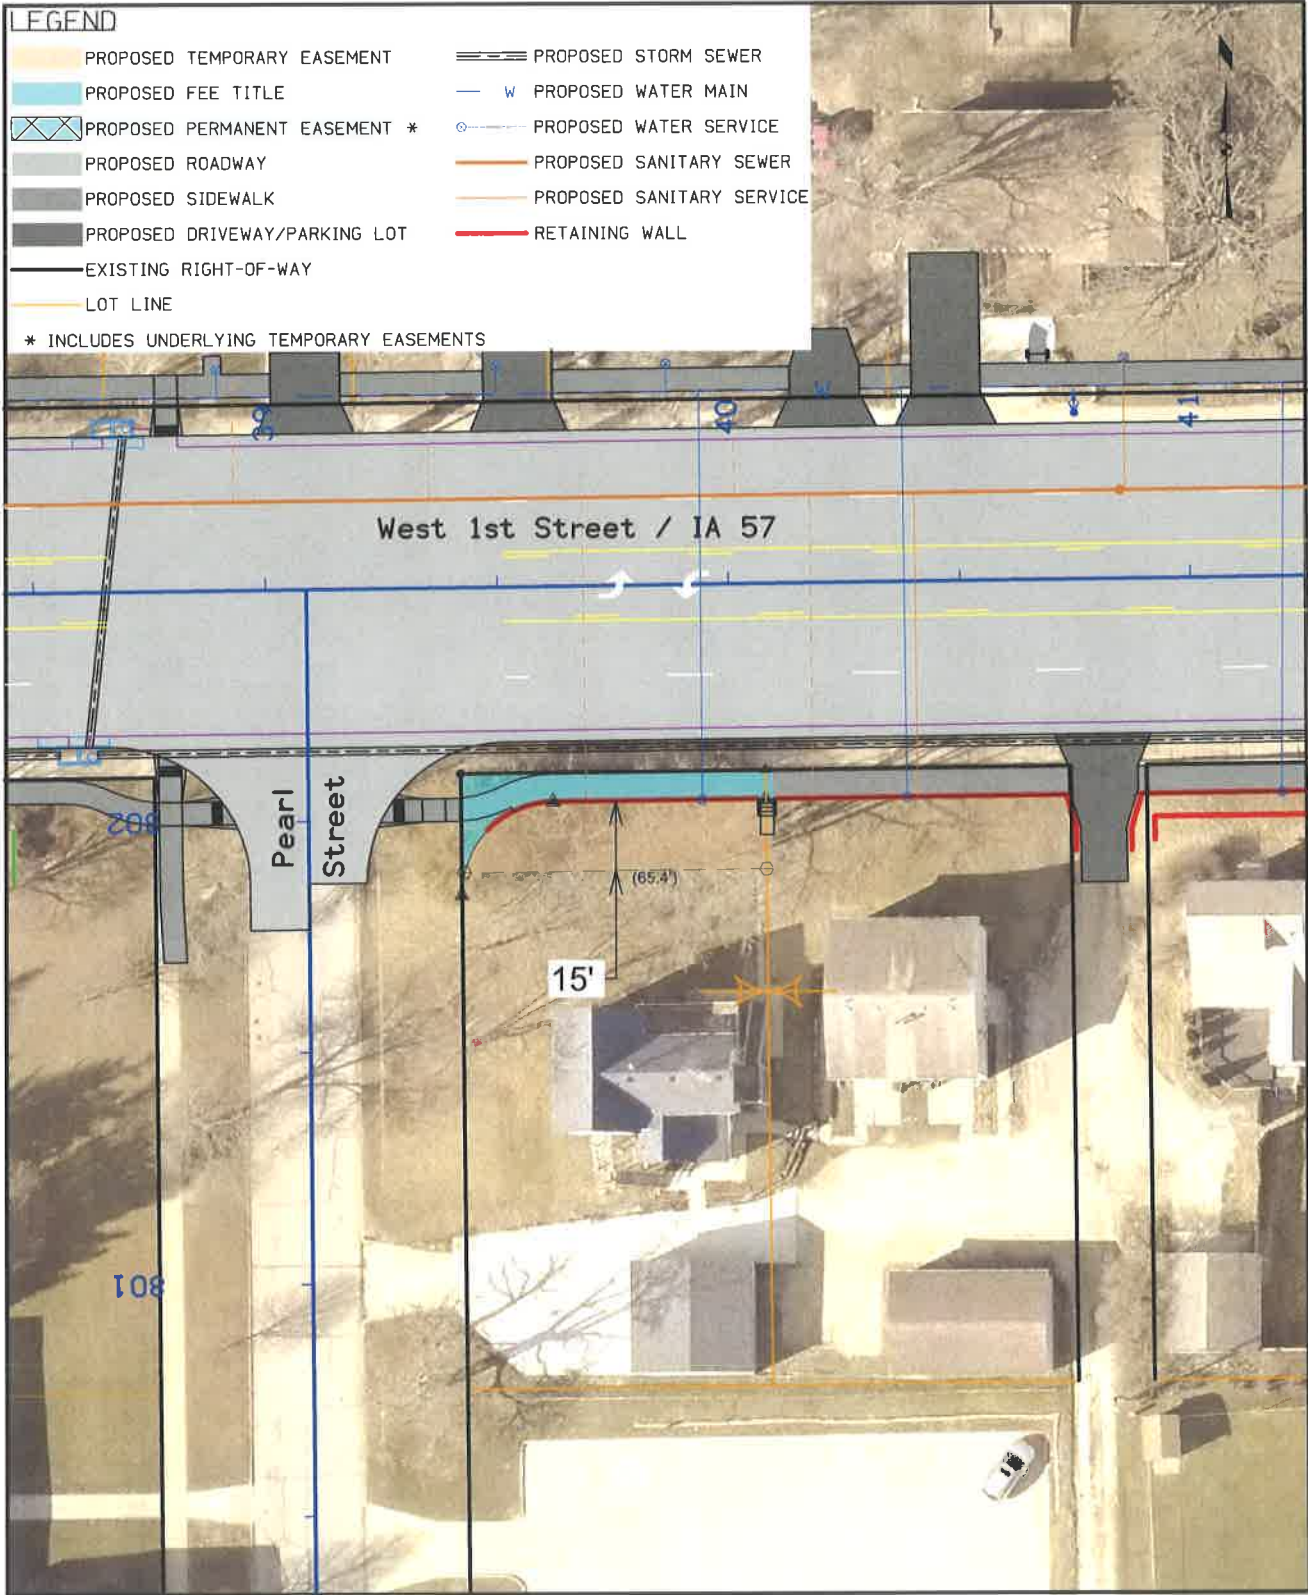 LEGEND
PROPOSED TEMPORARY EASEMENT
PROPOSED FEE TITLE
PROPOSED PERMANENT EASEMENT *
PROPOSED ROADWAY
PROPOSED SIDEWALK
PROPOSED DRIVEWAY/PARKING LOT
EXISTING RIGHT-OF-WAY
LOT LINE
* INCLUDES UNDERLYING TEMPORARY EASEMENTS
PROPOSED STORM SEWER
W PROPOSED WATER MAIN
PROPOSED WATER SERVICE
PROPOSED SANITARY SEWER
PROPOSED SANITARY SERVICE
RETAINING WALL
39
40
W
41
West 1st Street / IA 57
Pearl
Street
802
(65.4')
15'
801